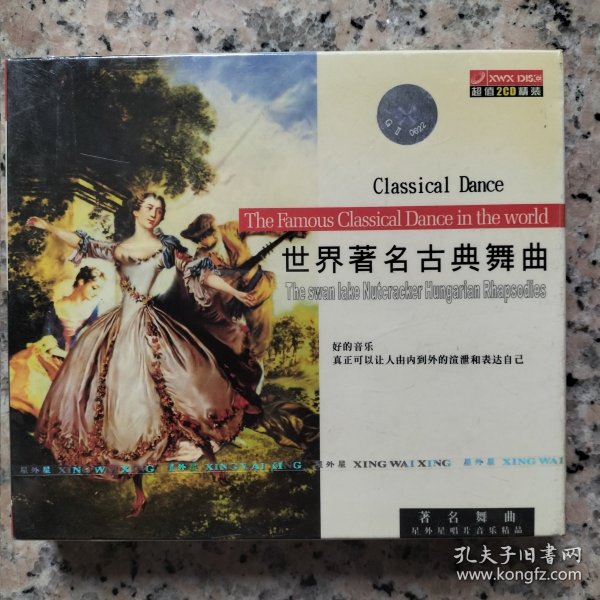 XWX DISC
超值2CD精装
G II 0622
Classical Dance
The Famous Classical Dance in the world
世界著名古典舞曲
The swan lake Nutcracker Hungarian Rhapsodies
好的音乐
真正可以让人由内到外的渲泄和表达自己
星外星 XING WAI XING 星外星 XING WAI XING 星外星 XING WAI XING 星外星 XING WAI
著名舞曲
星外星唱片音乐精品
孔夫子旧书网
www.kongfz.com